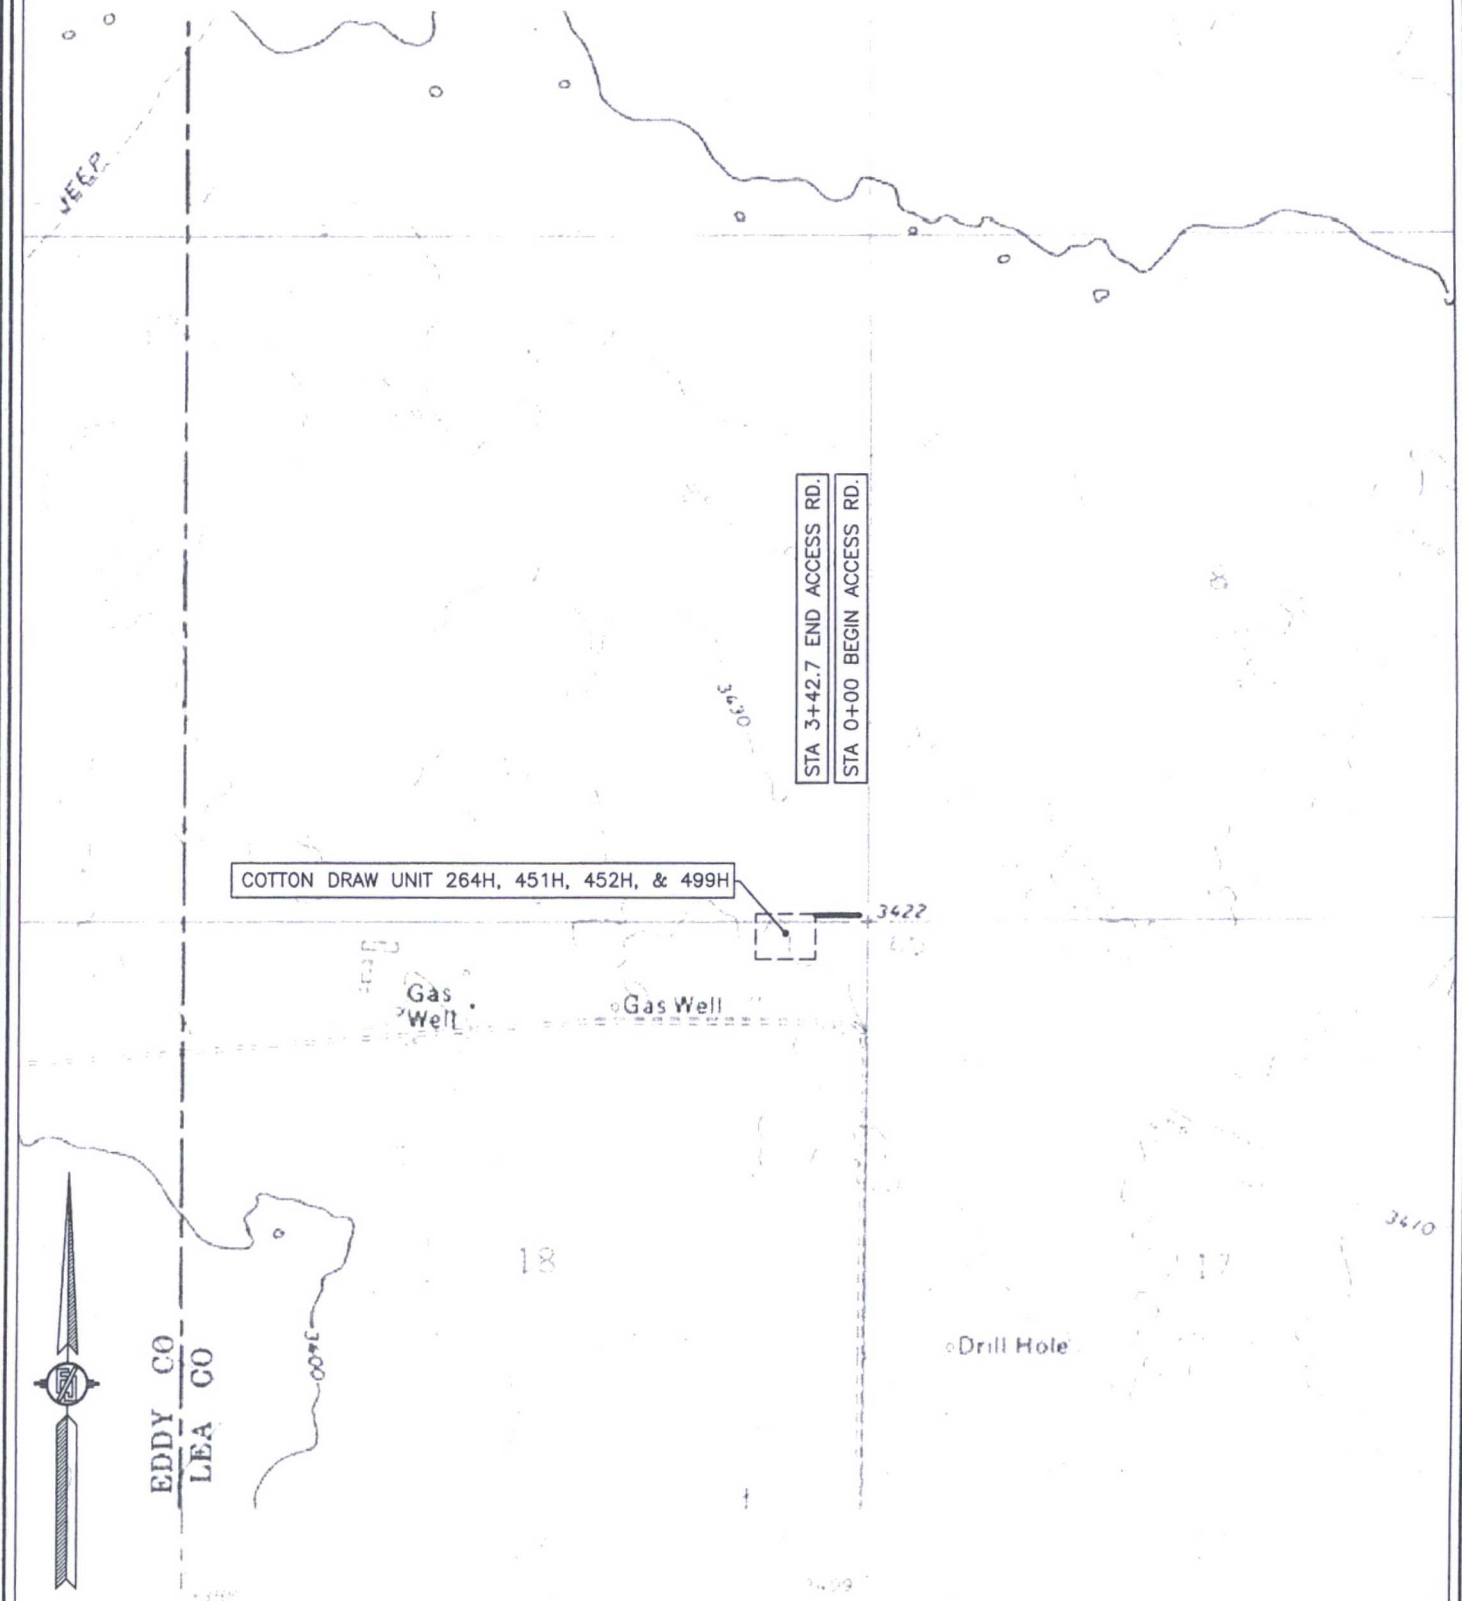 JEEP
STA 3+42.7 END ACCESS RD.
STA 0+00 BEGIN ACCESS RD.
3430
COTTON DRAW UNIT 264H, 451H, 452H, & 499H
3422
Gas
Well
Gas Well
18
17
3410
3400
Drill Hole
EDDY CO
LEA CO
3409